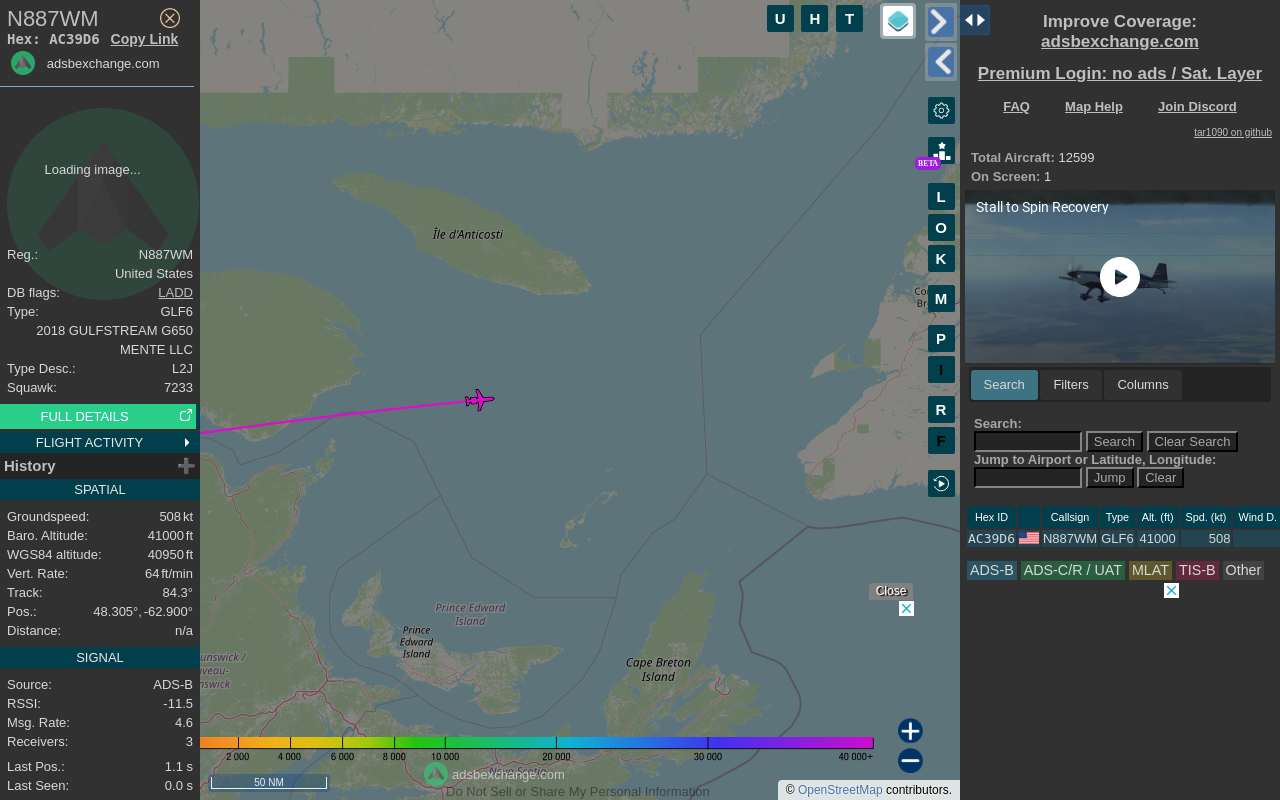 N887WM
Hex: AC39D6 Copy Link
adsbexchange.com
Loading image...
Reg.: N887WM
United States
DB flags: LADD
Type: GLF6
2018 GULFSTREAM G650
MENTE LLC
Type Desc.: L2J
Squawk: 7233
FULL DETAILS
FLIGHT ACTIVITY
History
SPATIAL
Groundspeed: 508 kt
Baro. Altitude: 41000 ft
WGS84 altitude: 40950 ft
Vert. Rate: 64 ft/min
Track: 84.3°
Pos.: 48.305°, -62.900°
Distance: n/a
SIGNAL
Source: ADS-B
RSSI: -11.5
Msg. Rate: 4.6
Receivers: 3
Last Pos.: 1.1 s
Last Seen: 0.0 s
U H T
BETA
L
O
K
M
P
I
R
F
Île d'Anticosti
Prince Edward
Island
Prince
Edward
Island
Cape Breton
Island
Close
2 000 4 000 6 000 8 000 10 000 20 000 30 000 40 000+
50 NM
adsbexchange.com
Nova Scotia
Do Not Sell or Share My Personal Information
© OpenStreetMap contributors.
Improve Coverage:
adsbexchange.com
Premium Login: no ads / Sat. Layer
FAQ Map Help Join Discord
tar1090 on github
Total Aircraft: 12599
On Screen: 1
Stall to Spin Recovery
Search Filters Columns
Search:
Search Clear Search
Jump to Airport or Latitude, Longitude:
Jump Clear
Hex ID Callsign Type Alt. (ft) Spd. (kt) Wind D.
AC39D6 N887WM GLF6 41000 508
ADS-B ADS-C/R / UAT MLAT TIS-B Other